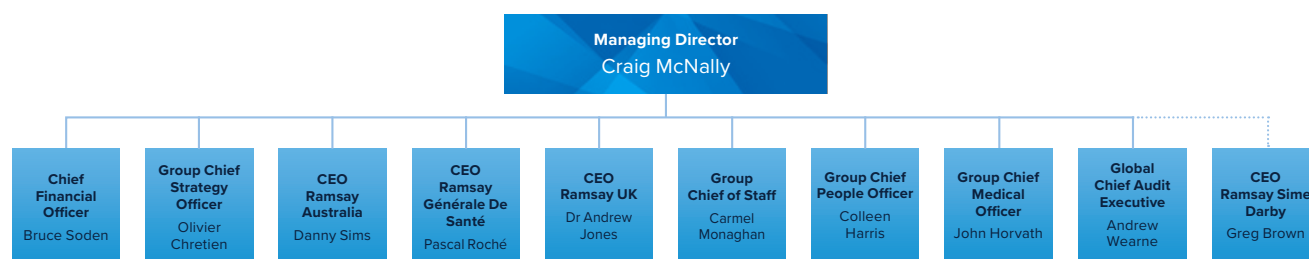 Managing Director
Craig McNally
Chief
Financial
Officer
Bruce Soden
Group Chief
Strategy
Officer
Olivier
Chretien
CEO
Ramsay
Australia
Danny Sims
CEO
Ramsay
Générale De
Santé
Pascal Roché
CEO
Ramsay UK
Dr Andrew
Jones
Group
Chief of Staff
Carmel
Monaghan
Group Chief
People Officer
Colleen
Harris
Group Chief
Medical
Officer
John Horvath
Global
Chief Audit
Executive
Andrew
Wearne
CEO
Ramsay Sime
Darby
Greg Brown